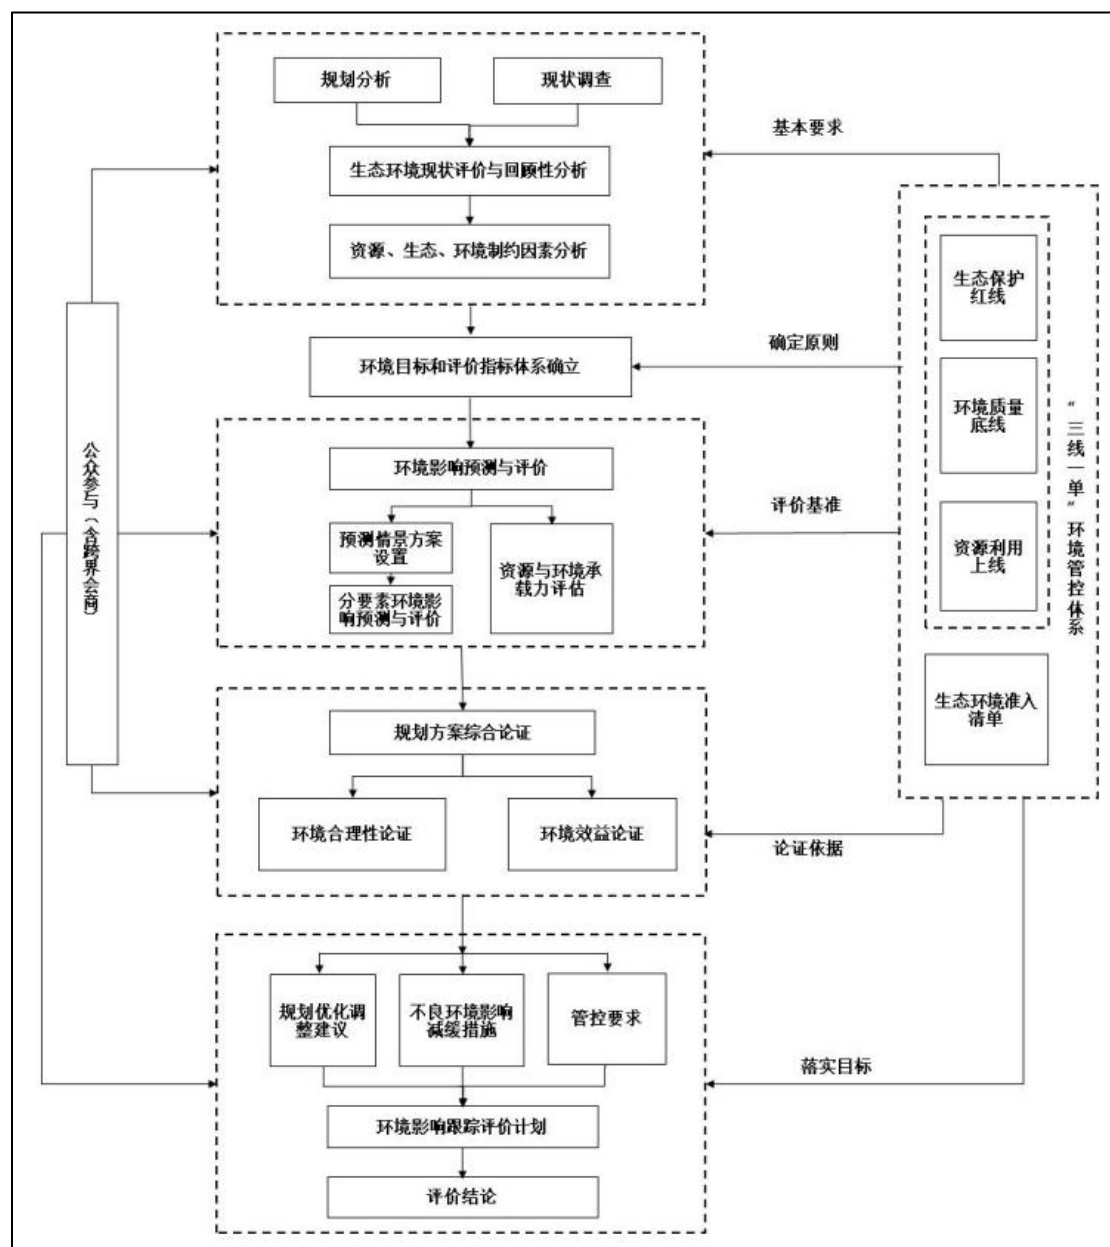 规划分析
现状调查
基本要求
生态环境现状评价与回顾性分析
资源、生态、环境制约因素分析
生态保护
红线
确定原则
环境目标和评价指标体系确立
环境质量
底线
“三线一单”环境管控体系
公众参与（含跨界会商）
环境影响预测与评价
评价基准
预测情景方案
设置
资源与环境承
载力评估
资源利用
上线
分要素环境影
响预测与评价
生态环境准入
清单
规划方案综合论证
环境合理性论证
环境效益论证
论证依据
规划优化调
整建议
不良环境影响
减缓措施
管控要求
落实目标
环境影响跟踪评价计划
评价结论